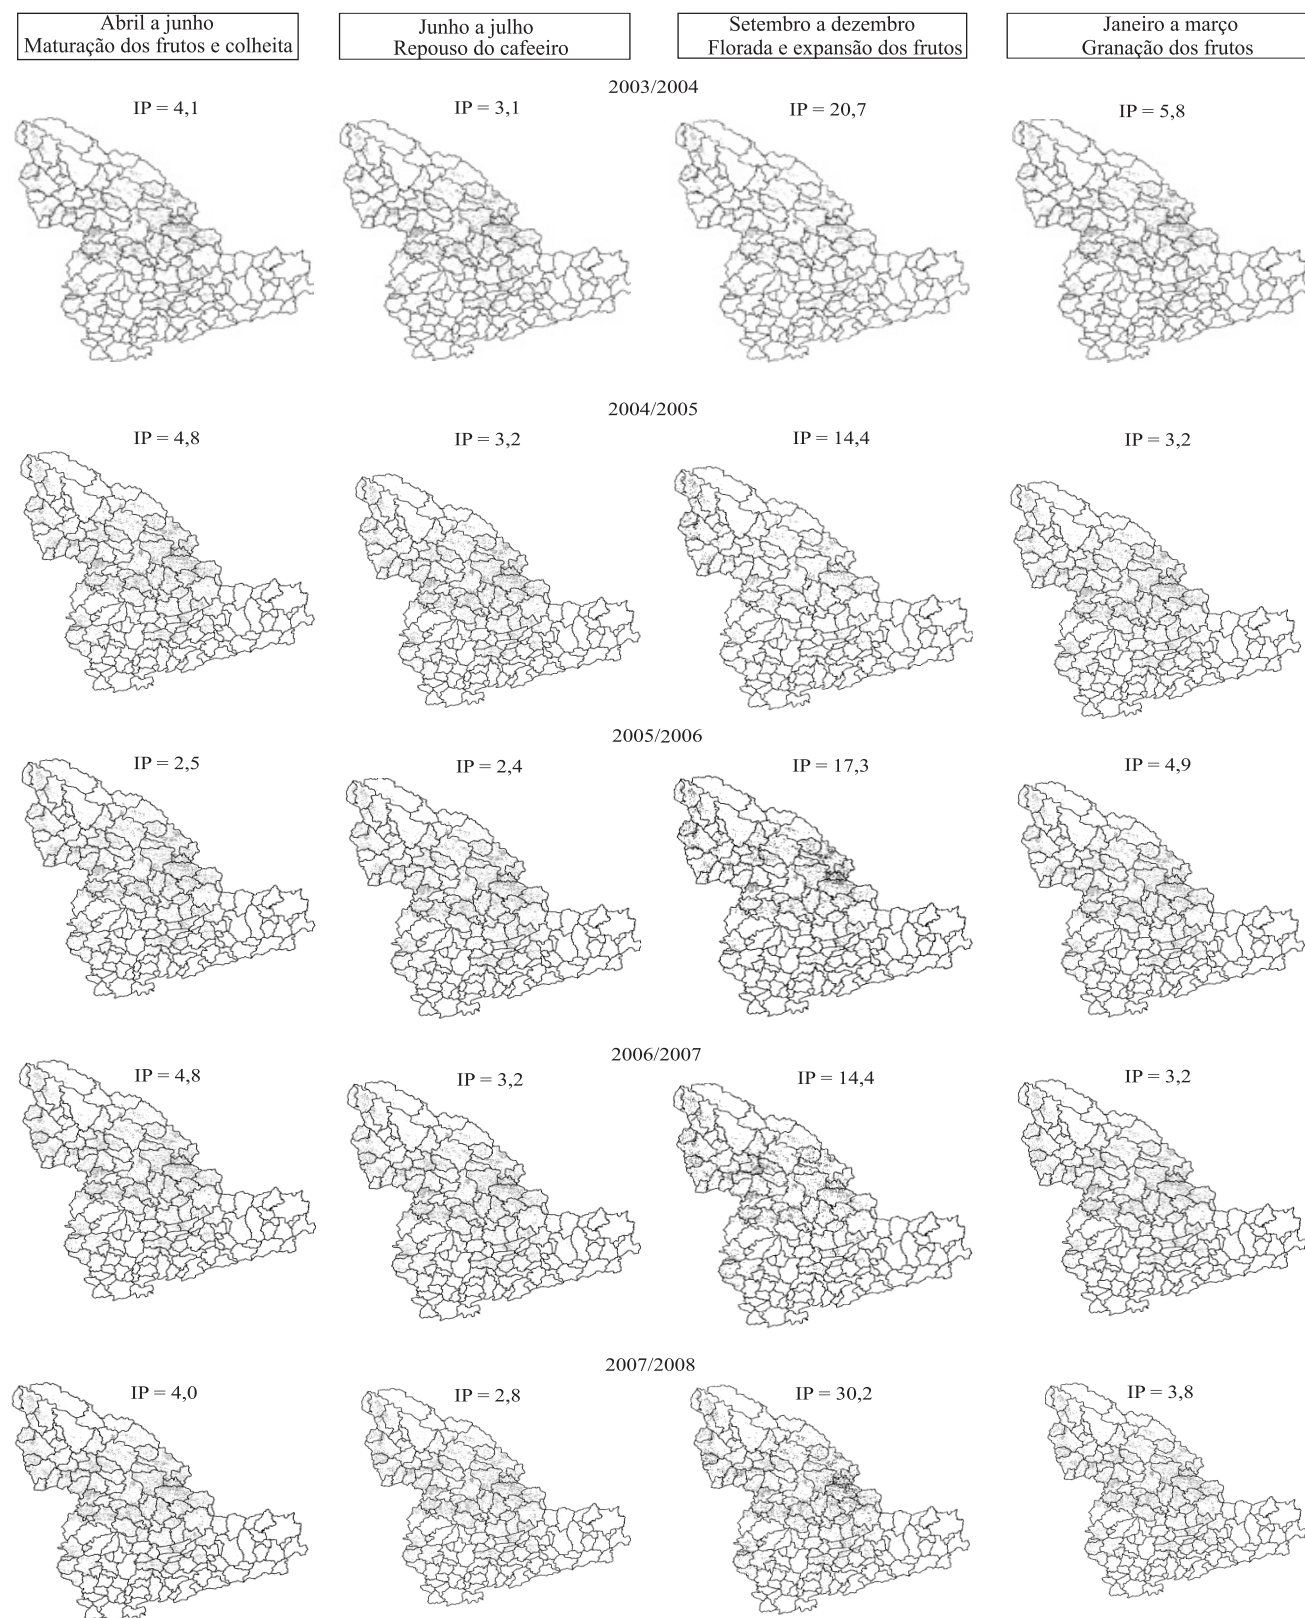 Abril a junho
Maturação dos frutos e colheita
Junho a julho
Repouso do cafeeiro
Setembro a dezembro
Florada e expansão dos frutos
Janeiro a março
Granação dos frutos
2003/2004
IP = 4,1
IP = 3,1
IP = 20,7
IP = 5,8
2004/2005
IP = 4,8
IP = 3,2
IP = 14,4
IP = 3,2
2005/2006
IP = 2,5
IP = 2,4
IP = 17,3
IP = 4,9
2006/2007
IP = 4,8
IP = 3,2
IP = 14,4
IP = 3,2
2007/2008
IP = 4,0
IP = 2,8
IP = 30,2
IP = 3,8